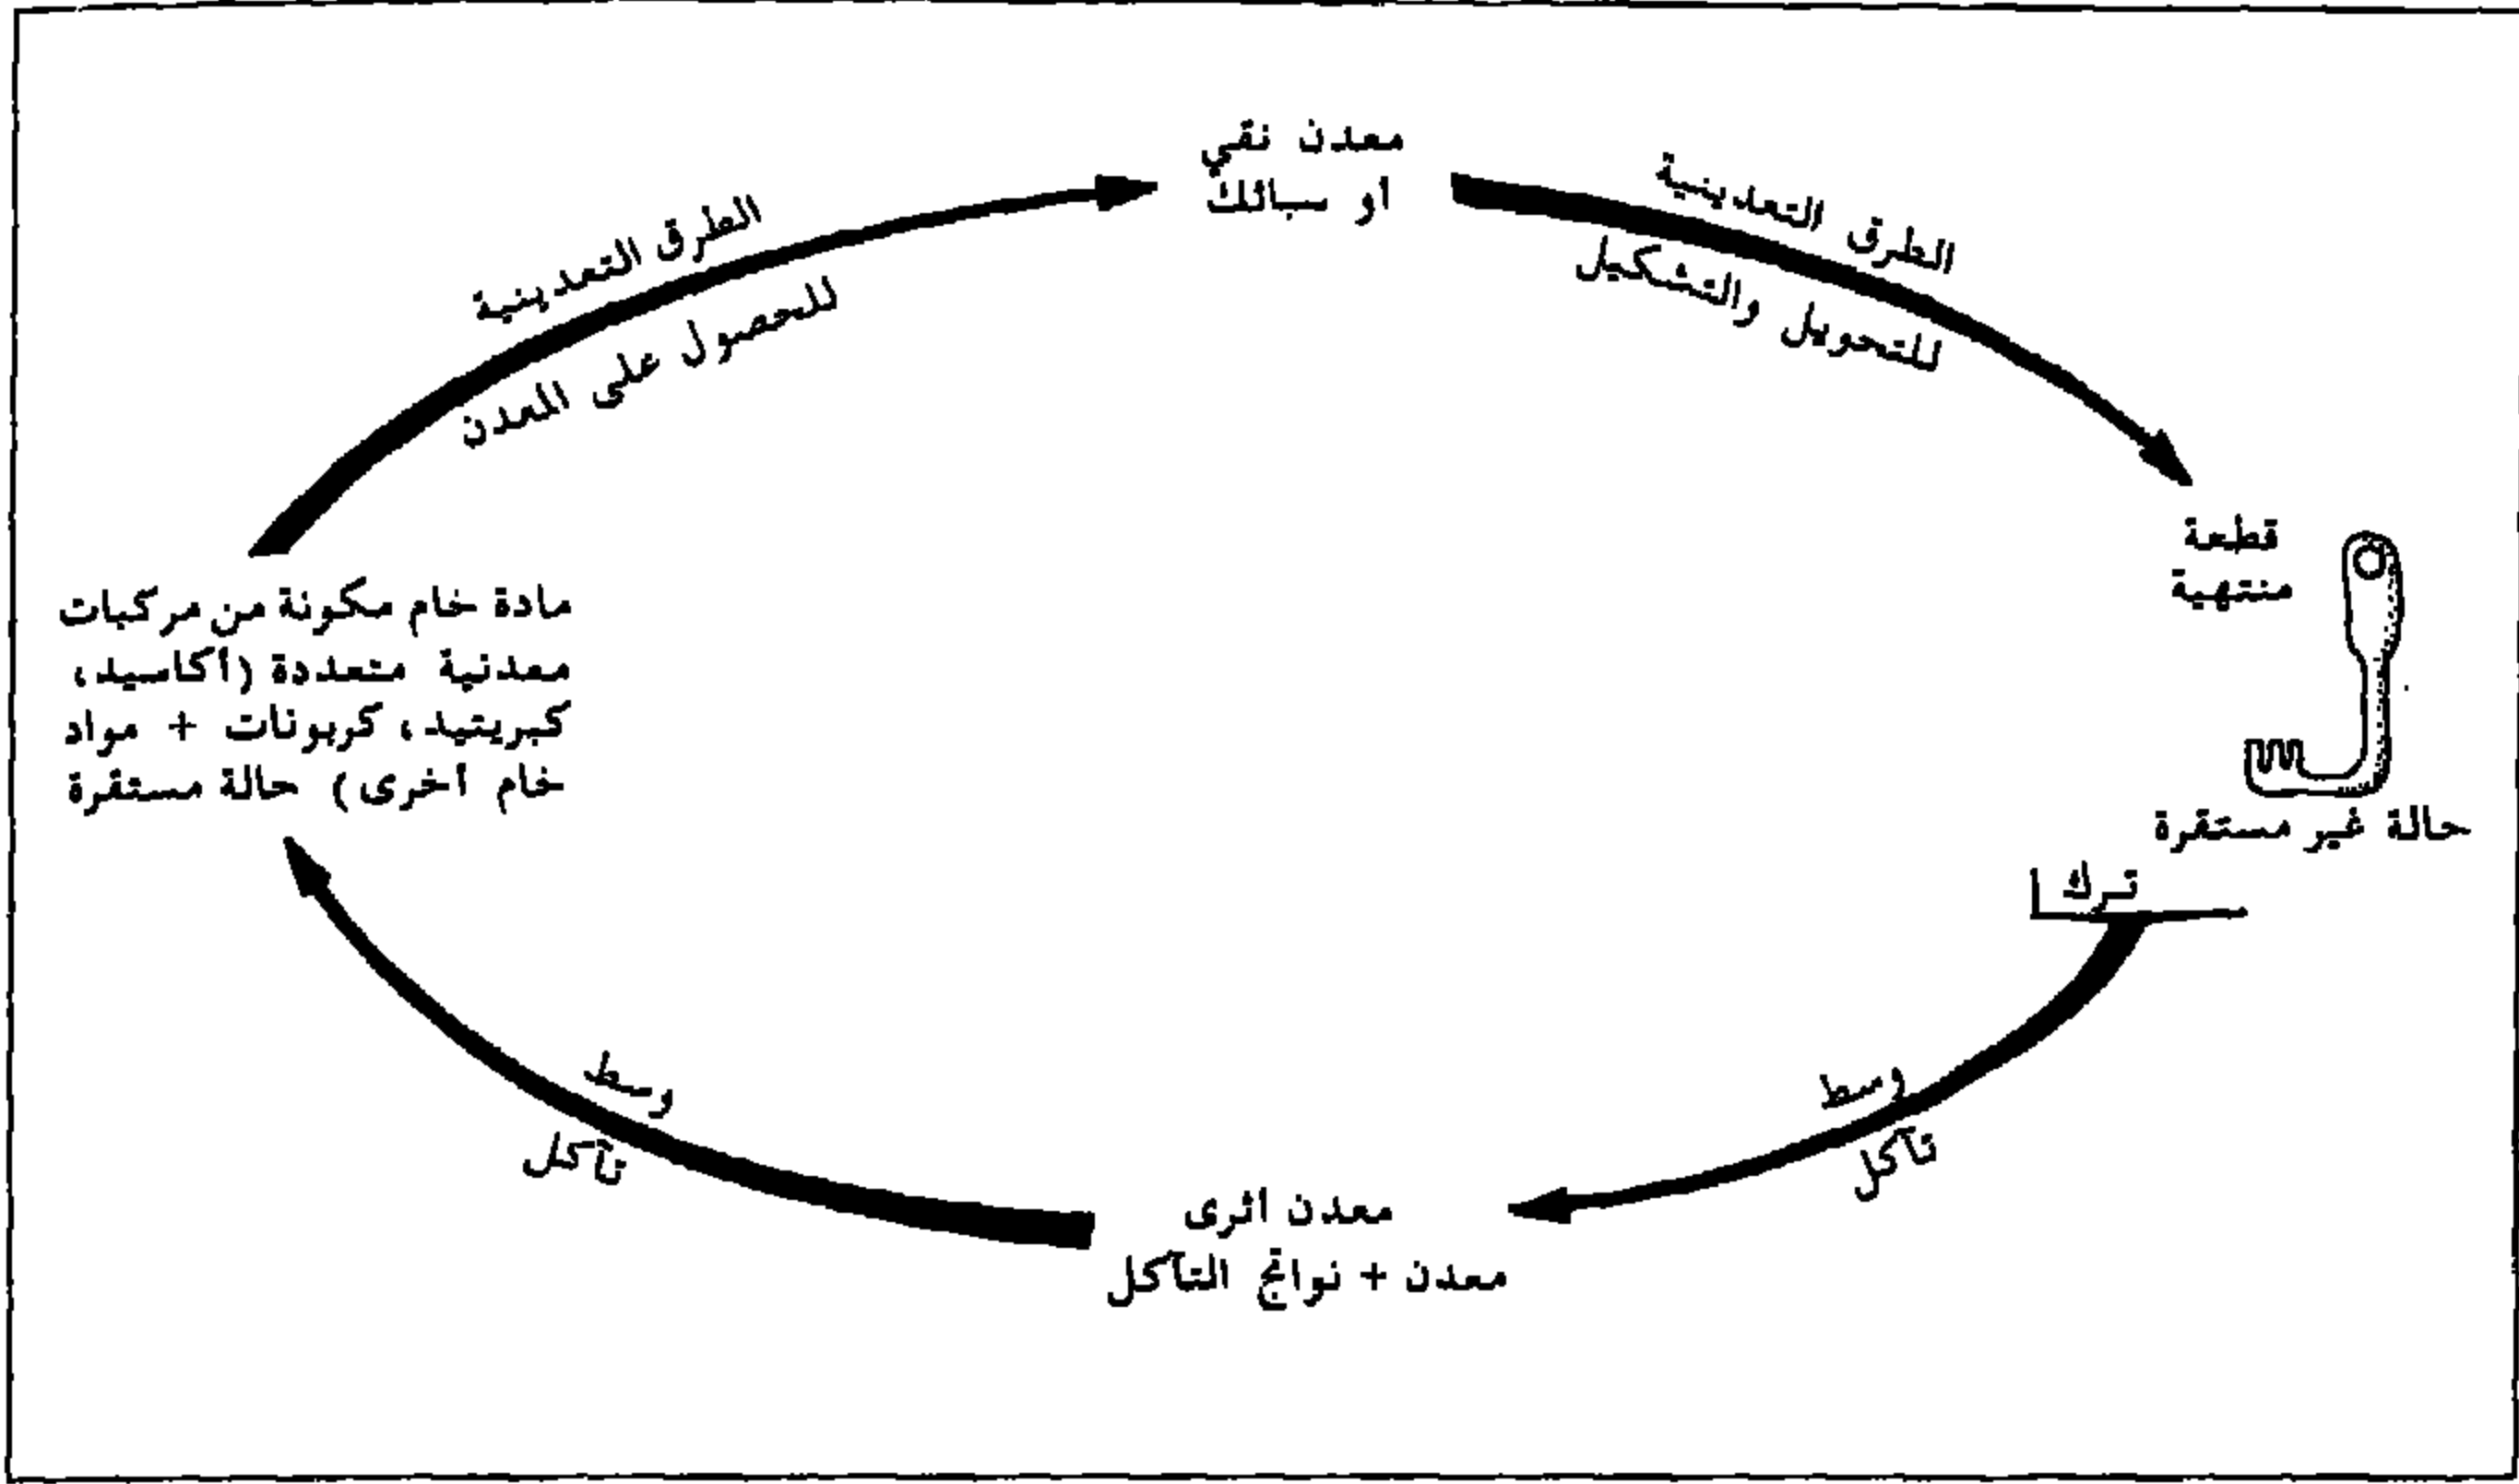 معدن نقي
او سبائك
الطرق التعدينية
للتحويل والتشكيل
قطعة
منتهية
حالة غير مستقرة
ترك
وسط
تآكل
معدن اثرى
معدن + نواتج التآكل
وسط
تآكل
مادة خام مكونة من مركبات
معدنية متعددة (أكاسيد،
كبريتيد، كربونات + مواد
خام أخرى) حالة مستقرة
الطرق التعدينية
للحصول على المعدن